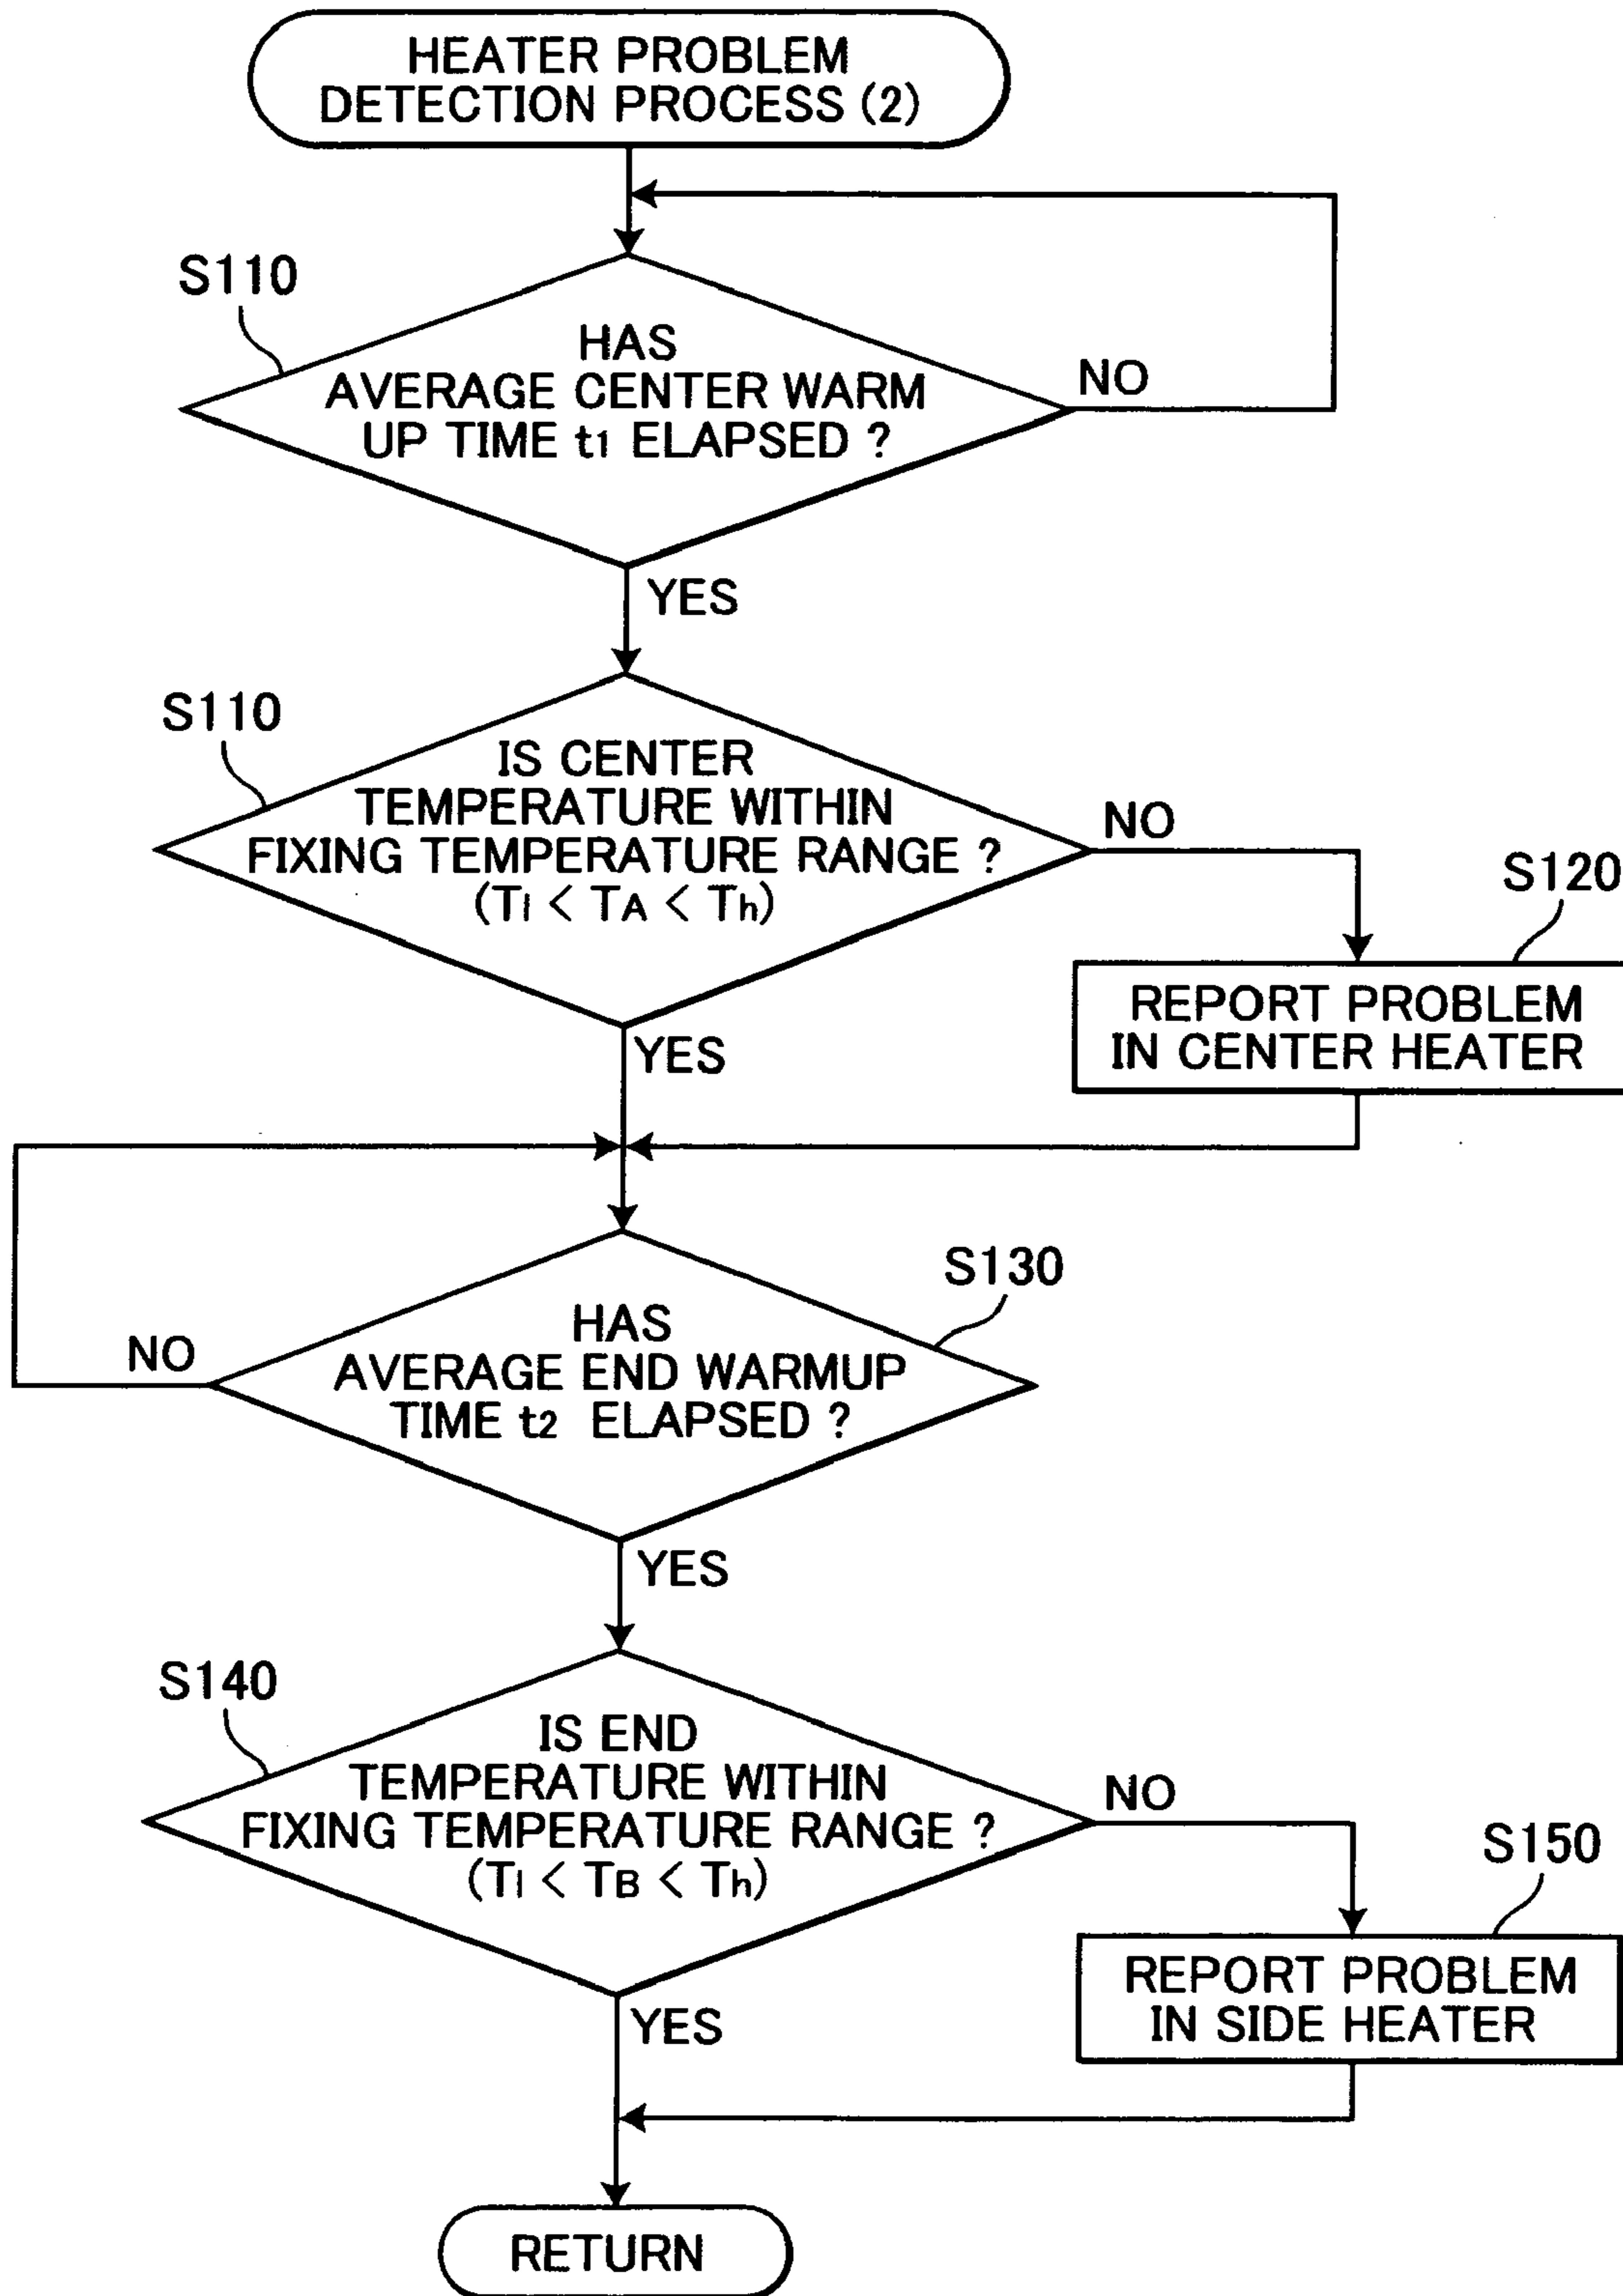 HEATER PROBLEM
DETECTION PROCESS (2)
S110
HAS
AVERAGE CENTER WARM
UP TIME t1 ELAPSED ?
NO
YES
S110
IS CENTER
TEMPERATURE WITHIN
FIXING TEMPERATURE RANGE ?
(Tl < TA < Th)
NO
S120
REPORT PROBLEM
IN CENTER HEATER
YES
S130
HAS
AVERAGE END WARMUP
TIME t2 ELAPSED ?
NO
YES
S140
IS END
TEMPERATURE WITHIN
FIXING TEMPERATURE RANGE ?
(Tl < TB < Th)
NO
S150
REPORT PROBLEM
IN SIDE HEATER
YES
RETURN